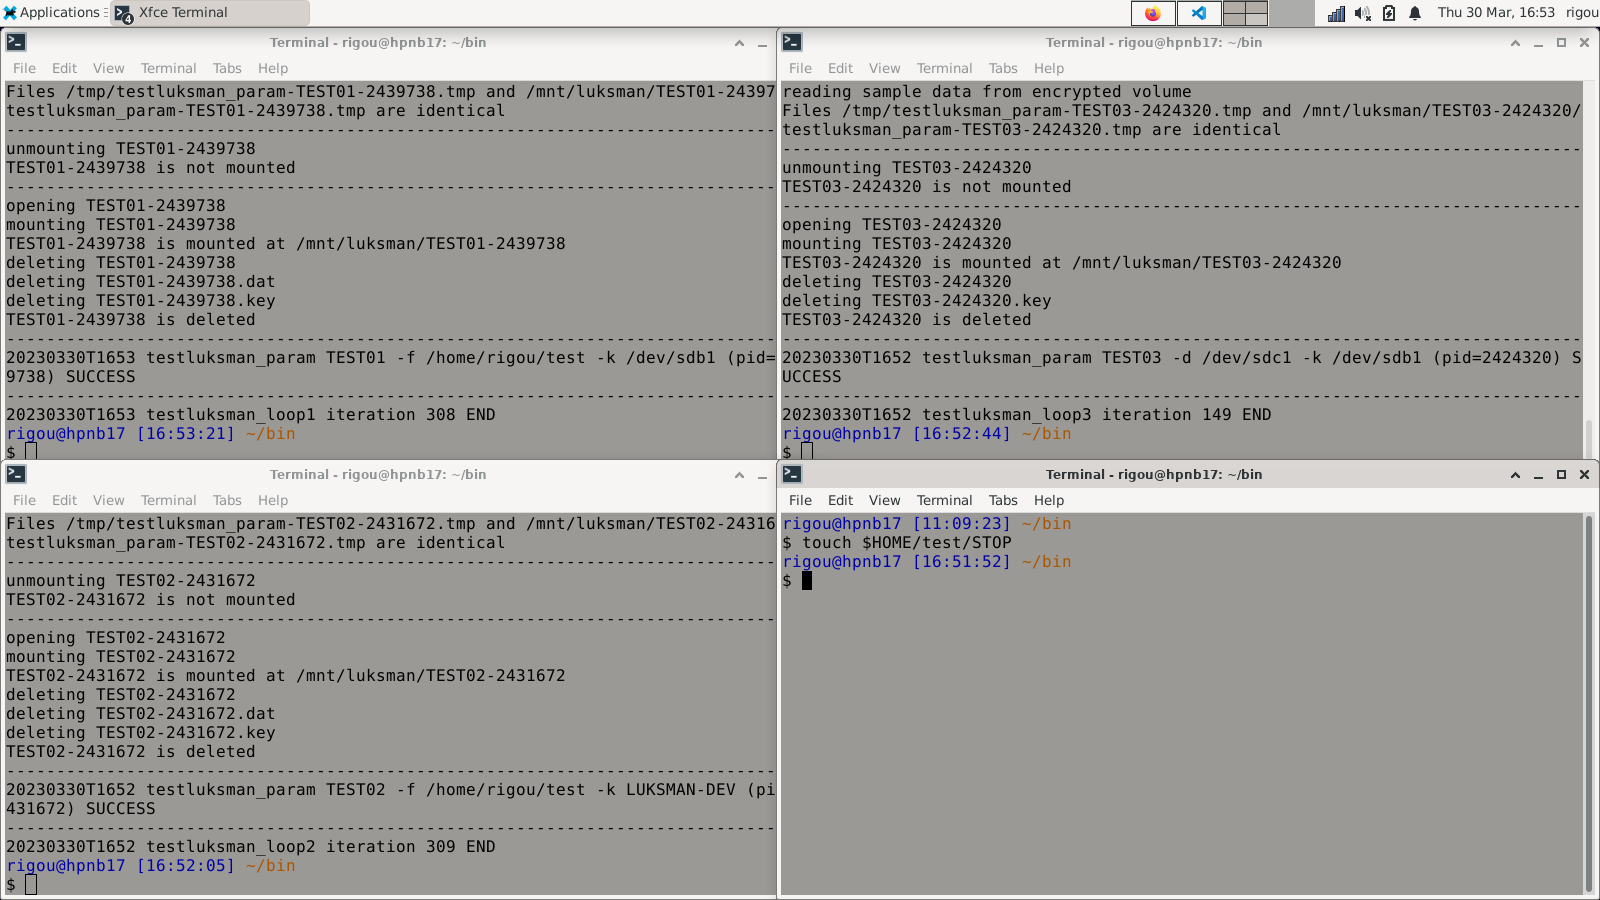 Applications
4
Xfce Terminal
Thu 30 Mar, 16:53
rigou
Terminal - rigou@hpnb17: ~/bin
File Edit View Terminal Tabs Help
Files /tmp/testluksman_param-TEST01-2439738.tmp and /mnt/luksman/TEST01-24397
testluksman_param-TEST01-2439738.tmp are identical
-----------------------------------------------------------------------------
unmounting TEST01-2439738
TEST01-2439738 is not mounted
-----------------------------------------------------------------------------
opening TEST01-2439738
mounting TEST01-2439738
TEST01-2439738 is mounted at /mnt/luksman/TEST01-2439738
deleting TEST01-2439738
deleting TEST01-2439738.dat
deleting TEST01-2439738.key
TEST01-2439738 is deleted
-----------------------------------------------------------------------------
20230330T1653 testluksman_param TEST01 -f /home/rigou/test -k /dev/sdb1 (pid=
9738) SUCCESS
-----------------------------------------------------------------------------
20230330T1653 testluksman_loop1 iteration 308 END
rigou@hpnb17 [16:53:21] ~/bin
$
Terminal - rigou@hpnb17: ~/bin
File Edit View Terminal Tabs Help
reading sample data from encrypted volume
Files /tmp/testluksman_param-TEST03-2424320.tmp and /mnt/luksman/TEST03-2424320/
testluksman_param-TEST03-2424320.tmp are identical
--------------------------------------------------------------------------------
unmounting TEST03-2424320
TEST03-2424320 is not mounted
--------------------------------------------------------------------------------
opening TEST03-2424320
mounting TEST03-2424320
TEST03-2424320 is mounted at /mnt/luksman/TEST03-2424320
deleting TEST03-2424320
deleting TEST03-2424320.key
TEST03-2424320 is deleted
--------------------------------------------------------------------------------
20230330T1652 testluksman_param TEST03 -d /dev/sdc1 -k /dev/sdb1 (pid=2424320) S
UCCESS
--------------------------------------------------------------------------------
20230330T1652 testluksman_loop3 iteration 149 END
rigou@hpnb17 [16:52:44] ~/bin
$
Terminal - rigou@hpnb17: ~/bin
File Edit View Terminal Tabs Help
Files /tmp/testluksman_param-TEST02-2431672.tmp and /mnt/luksman/TEST02-24316
testluksman_param-TEST02-2431672.tmp are identical
-----------------------------------------------------------------------------
unmounting TEST02-2431672
TEST02-2431672 is not mounted
-----------------------------------------------------------------------------
opening TEST02-2431672
mounting TEST02-2431672
TEST02-2431672 is mounted at /mnt/luksman/TEST02-2431672
deleting TEST02-2431672
deleting TEST02-2431672.dat
deleting TEST02-2431672.key
TEST02-2431672 is deleted
-----------------------------------------------------------------------------
20230330T1652 testluksman_param TEST02 -f /home/rigou/test -k LUKSMAN-DEV (pi
431672) SUCCESS
-----------------------------------------------------------------------------
20230330T1652 testluksman_loop2 iteration 309 END
rigou@hpnb17 [16:52:05] ~/bin
$
Terminal - rigou@hpnb17: ~/bin
File Edit View Terminal Tabs Help
rigou@hpnb17 [11:09:23] ~/bin
$ touch $HOME/test/STOP
rigou@hpnb17 [16:51:52] ~/bin
$